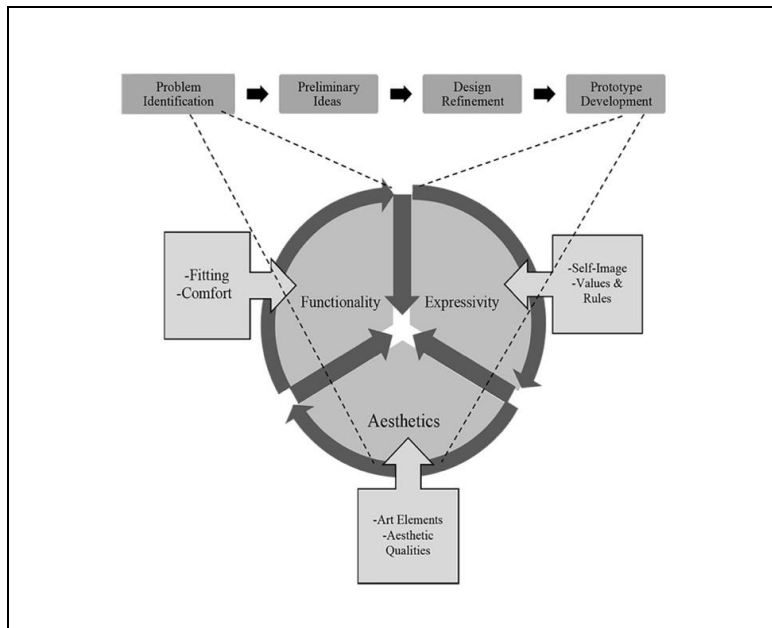 Problem
Identification
Preliminary
Ideas
Design
Refinement
Prototype
Development
-Fitting
-Comfort
Functionality
Expressivity
-Self-Image
-Values &
Rules
Aesthetics
-Art Elements
-Aesthetic
Qualities